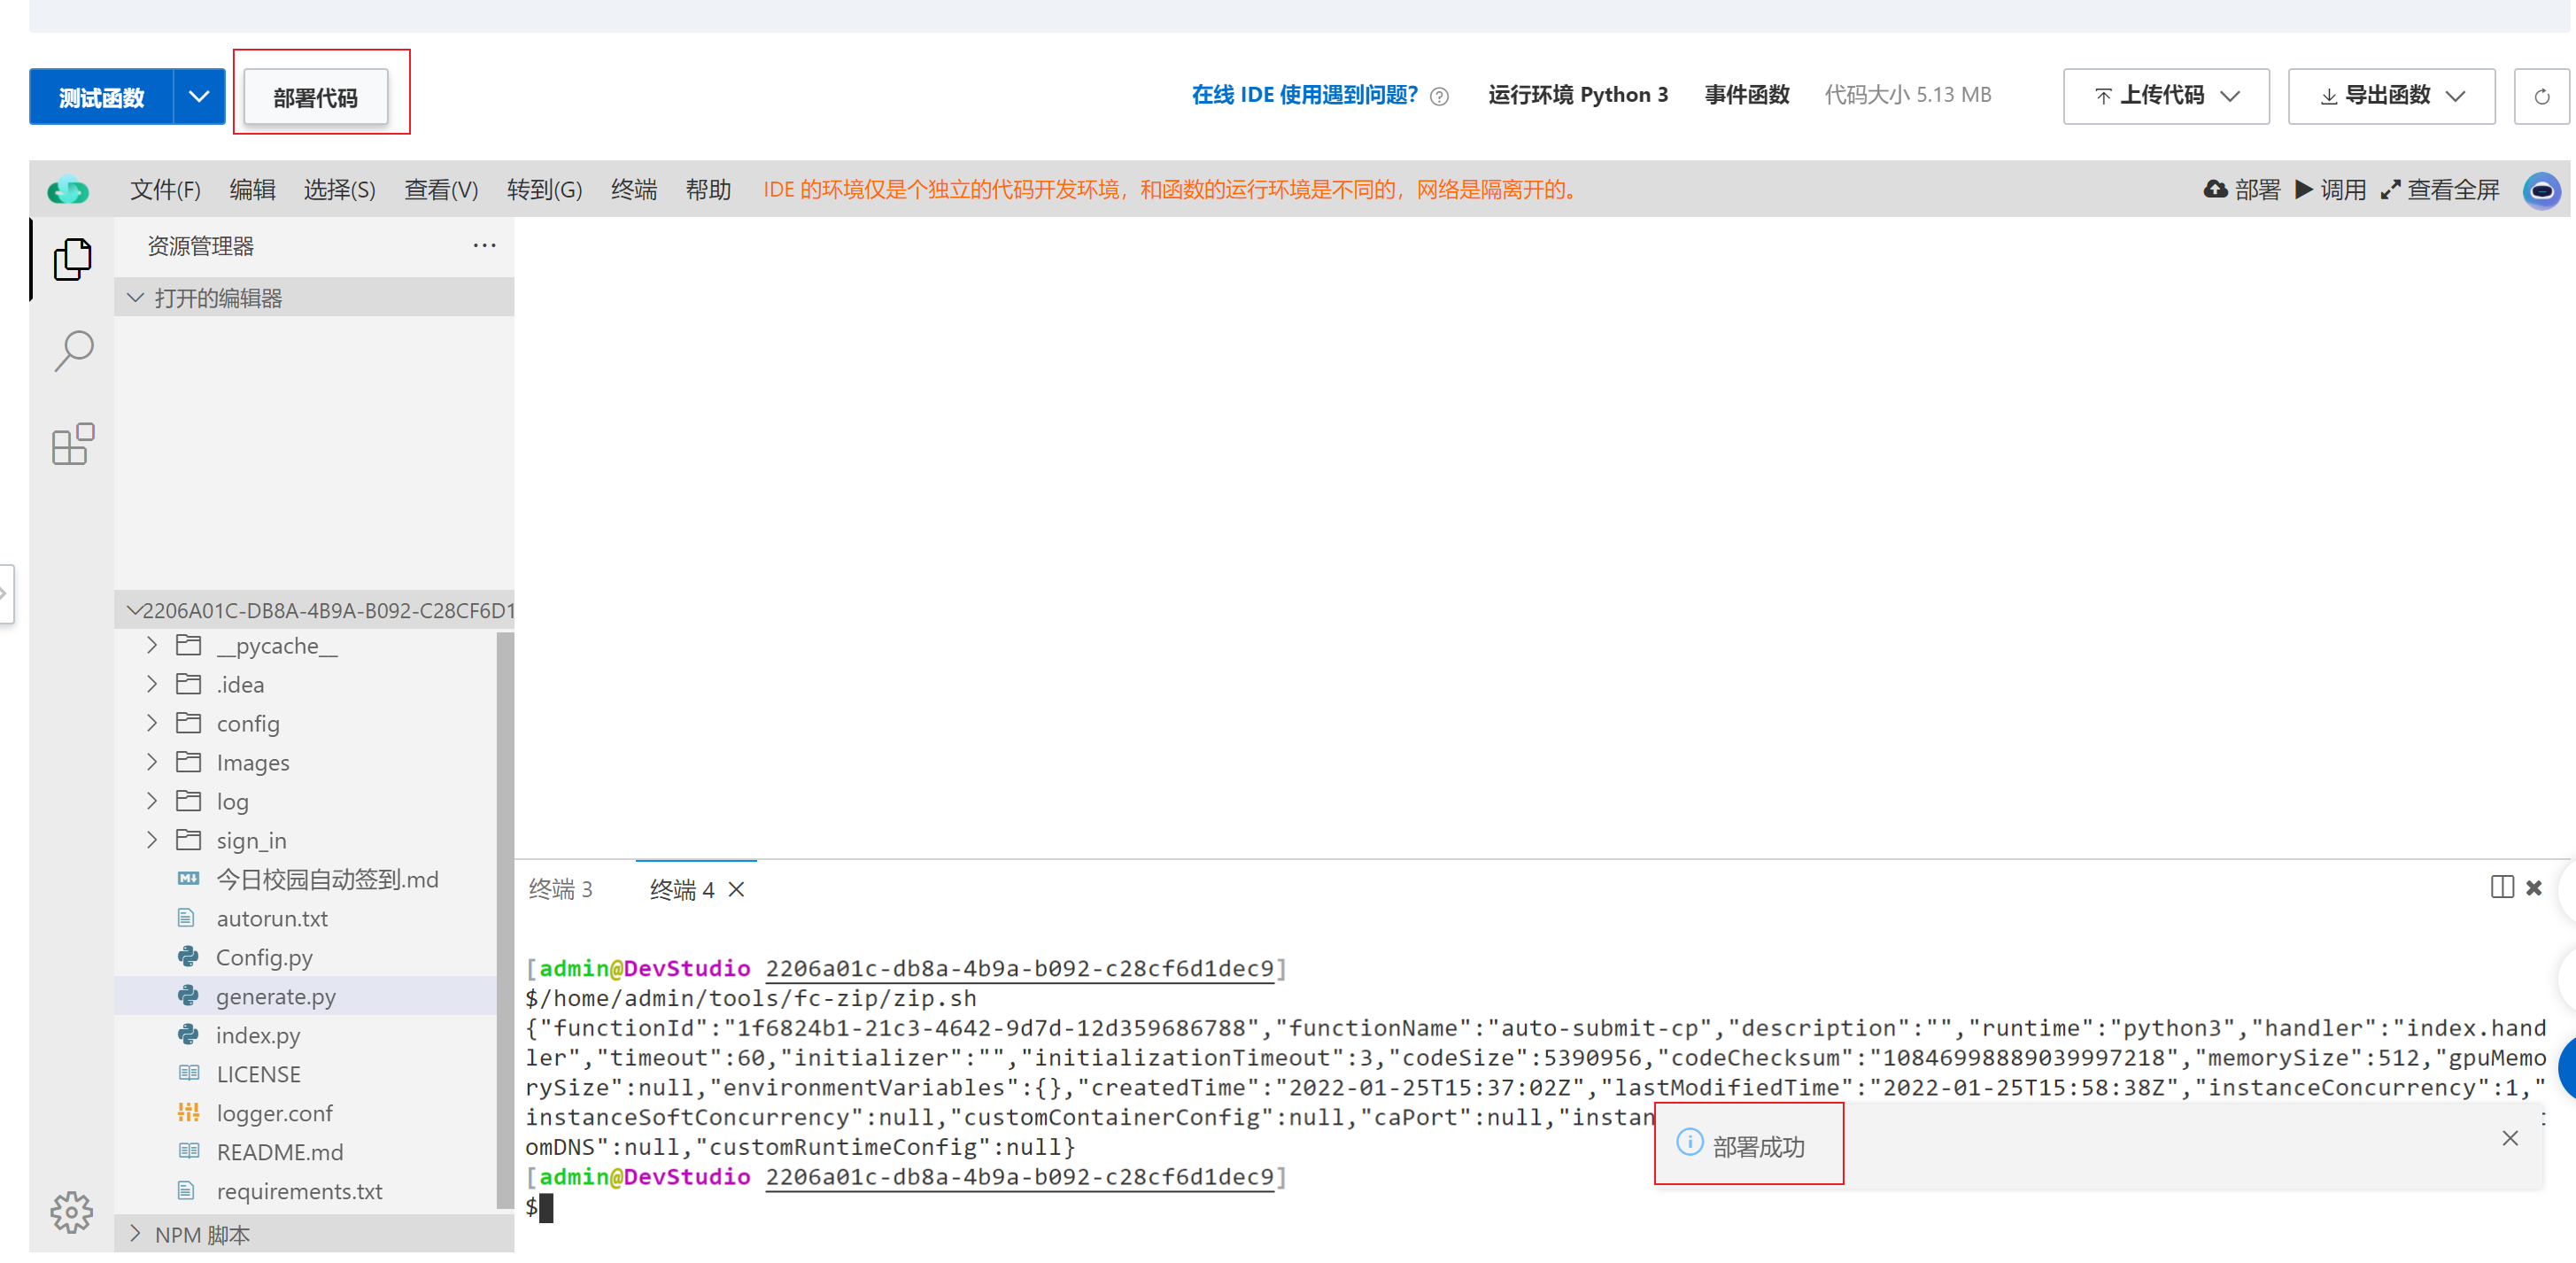 测试函数
部署代码
在线 IDE 使用遇到问题?
运行环境 Python 3
事件函数
代码大小 5.13 MB
上传代码
导出函数
文件(F) 编辑 选择(S) 查看(V) 转到(G) 终端 帮助
IDE 的环境仅是个独立的代码开发环境，和函数的运行环境是不同的，网络是隔离开的。
部署 调用 查看全屏
资源管理器
打开的编辑器
2206A01C-DB8A-4B9A-B092-C28CF6D1
__pycache__
.idea
config
Images
log
sign_in
今日校园自动签到.md
autorun.txt
Config.py
generate.py
index.py
LICENSE
logger.conf
README.md
requirements.txt
NPM 脚本
终端 3 终端 4
[admin@DevStudio 2206a01c-db8a-4b9a-b092-c28cf6d1dec9]
$/home/admin/tools/fc-zip/zip.sh
{"functionId":"1f6824b1-21c3-4642-9d7d-12d359686788","functionName":"auto-submit-cp","description":"","runtime":"python3","handler":"index.hand
ler","timeout":60,"initializer":"","initializationTimeout":3,"codeSize":5390956,"codeChecksum":"10846998889039997218","memorySize":512,"gpuMemo
rySize":null,"environmentVariables":{},"createdTime":"2022-01-25T15:37:02Z","lastModifiedTime":"2022-01-25T15:58:38Z","instanceConcurrency":1,"
instanceSoftConcurrency":null,"customContainerConfig":null,"caPort":null,"instan
omDNS":null,"customRuntimeConfig":null}
[admin@DevStudio 2206a01c-db8a-4b9a-b092-c28cf6d1dec9]
$
部署成功